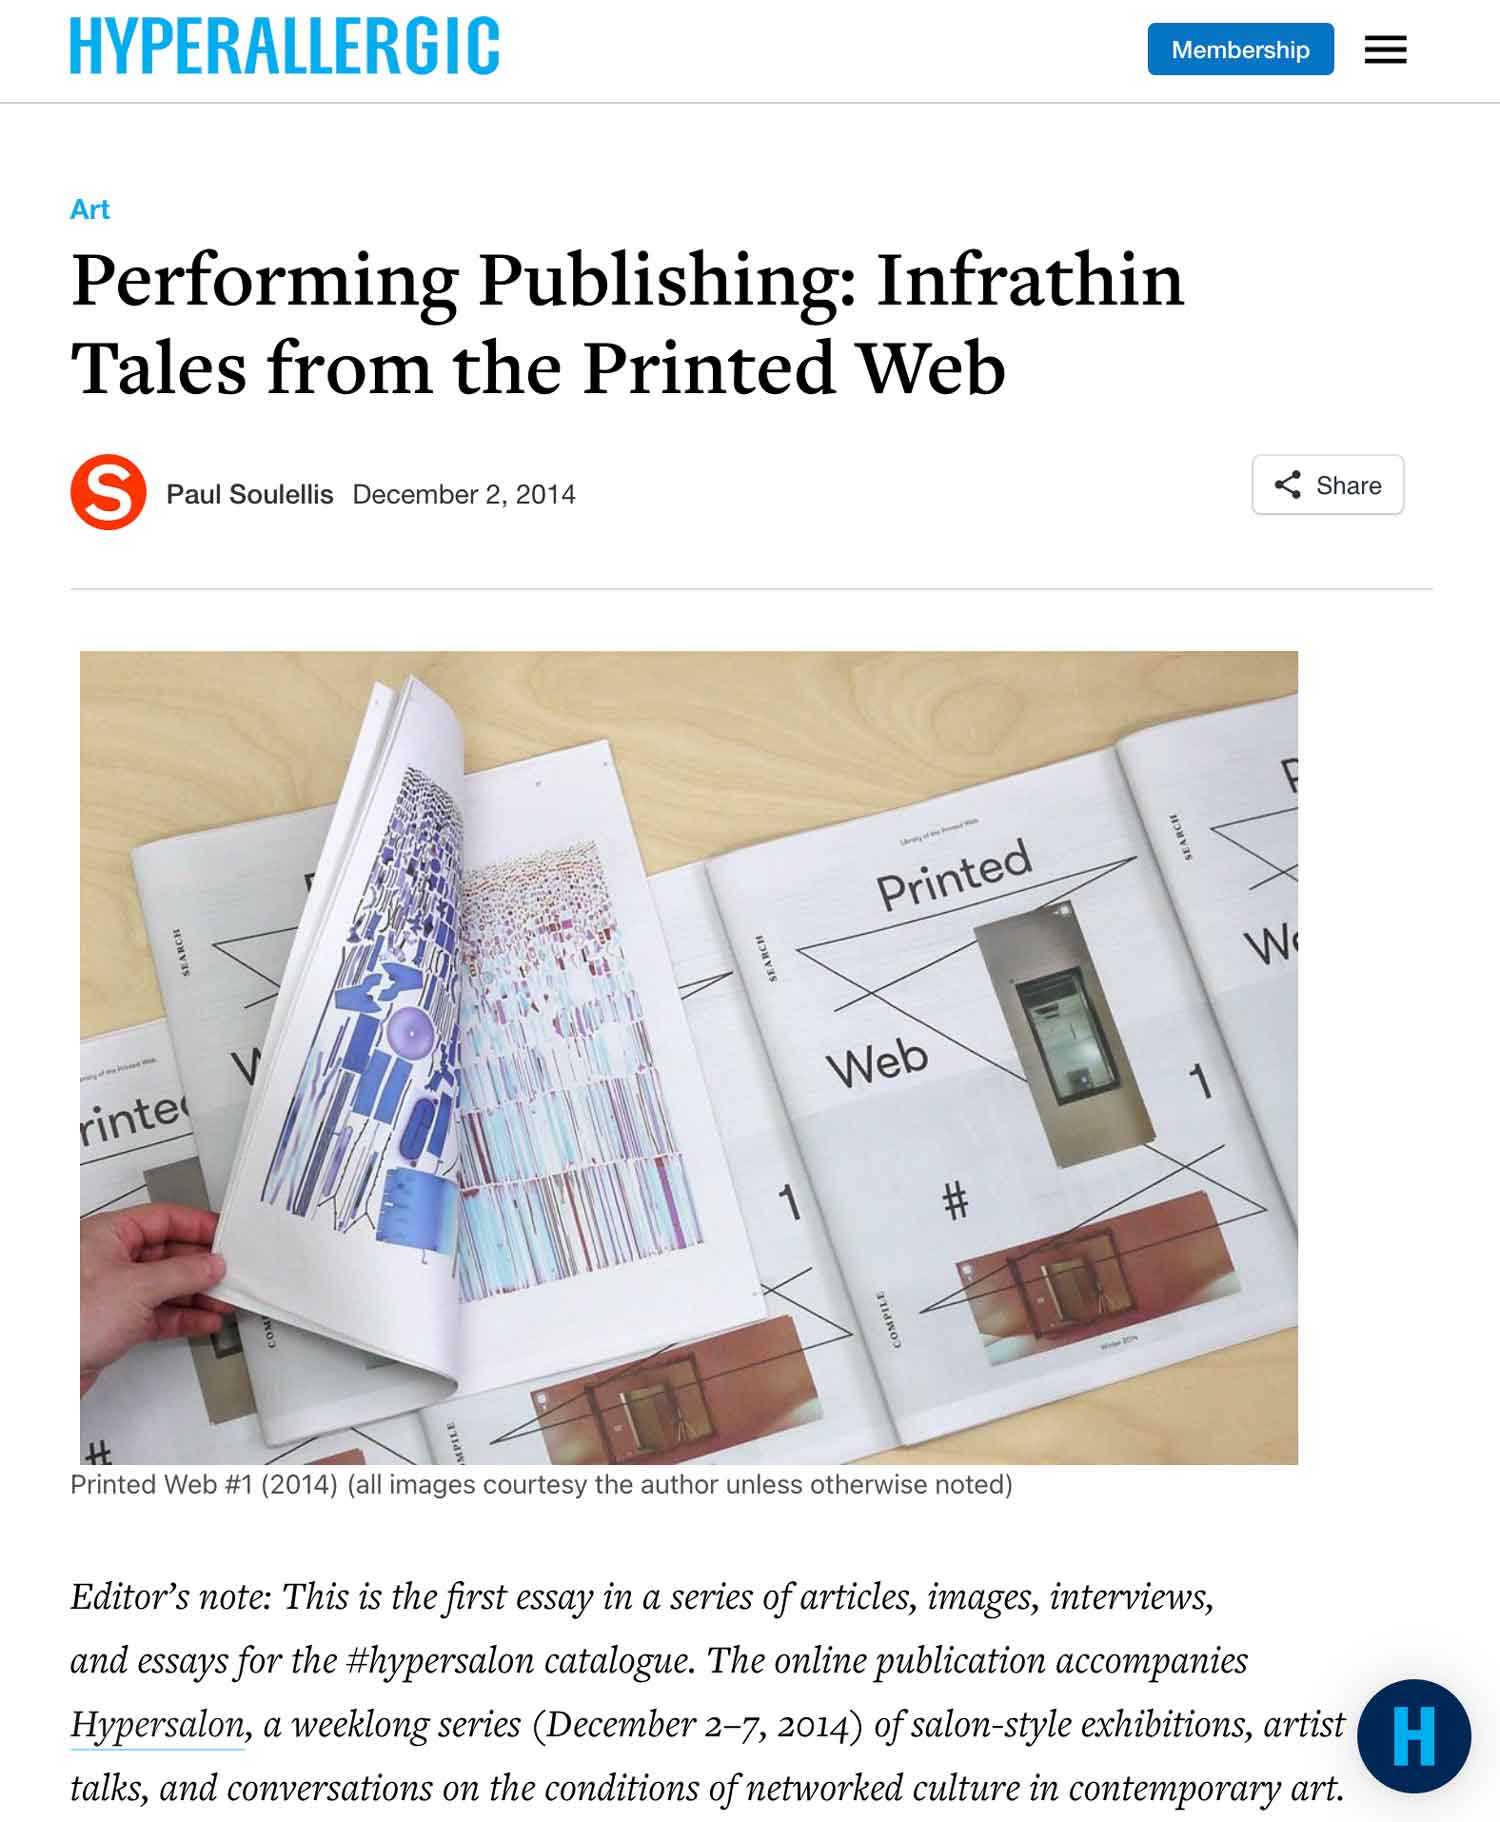 HYPERALLERGIC
Membership
Art
Performing Publishing: Infrathin
Tales from the Printed Web
S
Paul Soulellis December 2, 2014
Share
Library of the Printed Web
Printed
SEARCH
Web
1
#
COMPILE
Winter 2014
SEARCH
We
SEARCH
W
rinted
1
#
Printed Web #1 (2014) (all images courtesy the author unless otherwise noted)
Editor’s note: This is the first essay in a series of articles, images, interviews,
and essays for the #hypersalon catalogue. The online publication accompanies
Hypersalon, a weeklong series (December 2–7, 2014) of salon-style exhibitions, artist
talks, and conversations on the conditions of networked culture in contemporary art.
H